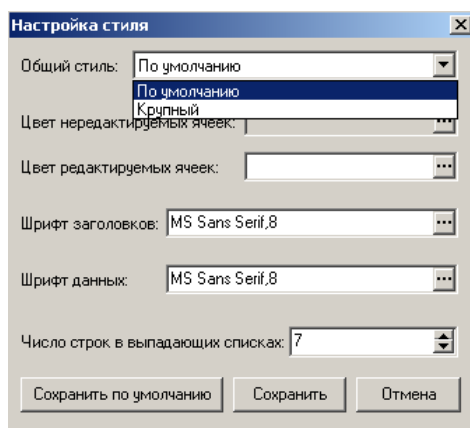 Настройка стиля
Общий стиль: По умолчанию
По умолчанию
Крупный
Цвет нередактируемых ячеек: ...
Цвет редактируемых ячеек: ...
Шрифт заголовков: MS Sans Serif,8 ...
Шрифт данных: MS Sans Serif,8 ...
Число строк в выпадающих списках: 7
Сохранить по умолчанию Сохранить Отмена